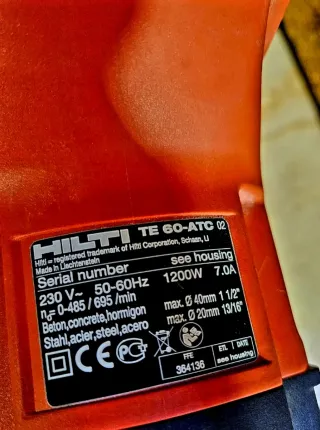 HILTI TE 60-ATC 02
Hilti = registered trademark of Hilti Corporation, Schaan, LI
Made in Liechtenstein
Serial number see housing
230 V~ 50-60Hz 1200W 7.0A
n₀= 0-485 / 695 /min
Beton,concrete,hormigon max. Ø 40mm 1 1/2"
Stahl,acier,steel,acero max. Ø 20mm 13/16"
CE
FFE ETL / DATE
364136 see housing